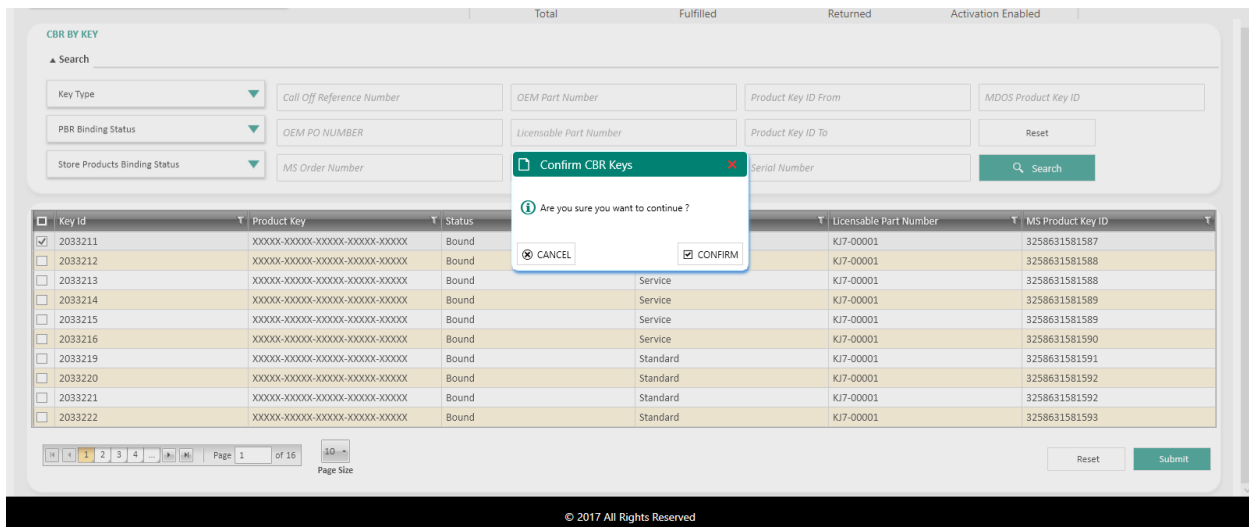 Total Fulfilled Returned Activation Enabled
CBR BY KEY
Search
Key Type Call Off Reference Number OEM Part Number Product Key ID From MDOS Product Key ID
PBR Binding Status OEM PO NUMBER Licensable Part Number Product Key ID To Reset
Store Products Binding Status MS Order Number Serial Number Search
Confirm CBR Keys
Are you sure you want to continue ?
CANCEL CONFIRM
Key Id Product Key Status Licensable Part Number MS Product Key ID
2033211 XXXXX-XXXXX-XXXXX-XXXXX-XXXXX Bound KJ7-00001 3258631581587
2033212 XXXXX-XXXXX-XXXXX-XXXXX-XXXXX Bound KJ7-00001 3258631581588
2033213 XXXXX-XXXXX-XXXXX-XXXXX-XXXXX Bound Service KJ7-00001 3258631581588
2033214 XXXXX-XXXXX-XXXXX-XXXXX-XXXXX Bound Service KJ7-00001 3258631581589
2033215 XXXXX-XXXXX-XXXXX-XXXXX-XXXXX Bound Service KJ7-00001 3258631581589
2033216 XXXXX-XXXXX-XXXXX-XXXXX-XXXXX Bound Service KJ7-00001 3258631581590
2033219 XXXXX-XXXXX-XXXXX-XXXXX-XXXXX Bound Standard KJ7-00001 3258631581591
2033220 XXXXX-XXXXX-XXXXX-XXXXX-XXXXX Bound Standard KJ7-00001 3258631581592
2033221 XXXXX-XXXXX-XXXXX-XXXXX-XXXXX Bound Standard KJ7-00001 3258631581592
2033222 XXXXX-XXXXX-XXXXX-XXXXX-XXXXX Bound Standard KJ7-00001 3258631581593
1 2 3 4 ... Page 1 of 16 10 Reset Submit
Page Size
© 2017 All Rights Reserved